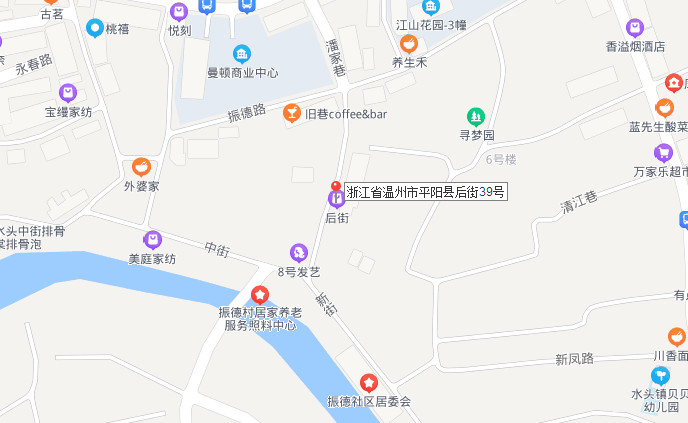 古茗
桃禧
悦刻
永春路
宝缦家纺
曼顿商业中心
潘家巷
江山花园-3幢
养生禾
香溢烟酒店
振德路
旧巷coffee&bar
寻梦园
6号楼
蓝先生酸菜
万家乐超市
外婆家
浙江省温州市平阳县后街39号
后街
清江巷
水头中街排骨
排骨泡
美庭家纺
中街
8号发艺
新街
振德村居家养老
服务照料中心
新凤路
川香面
水头镇贝贝
幼儿园
振德社区居委会